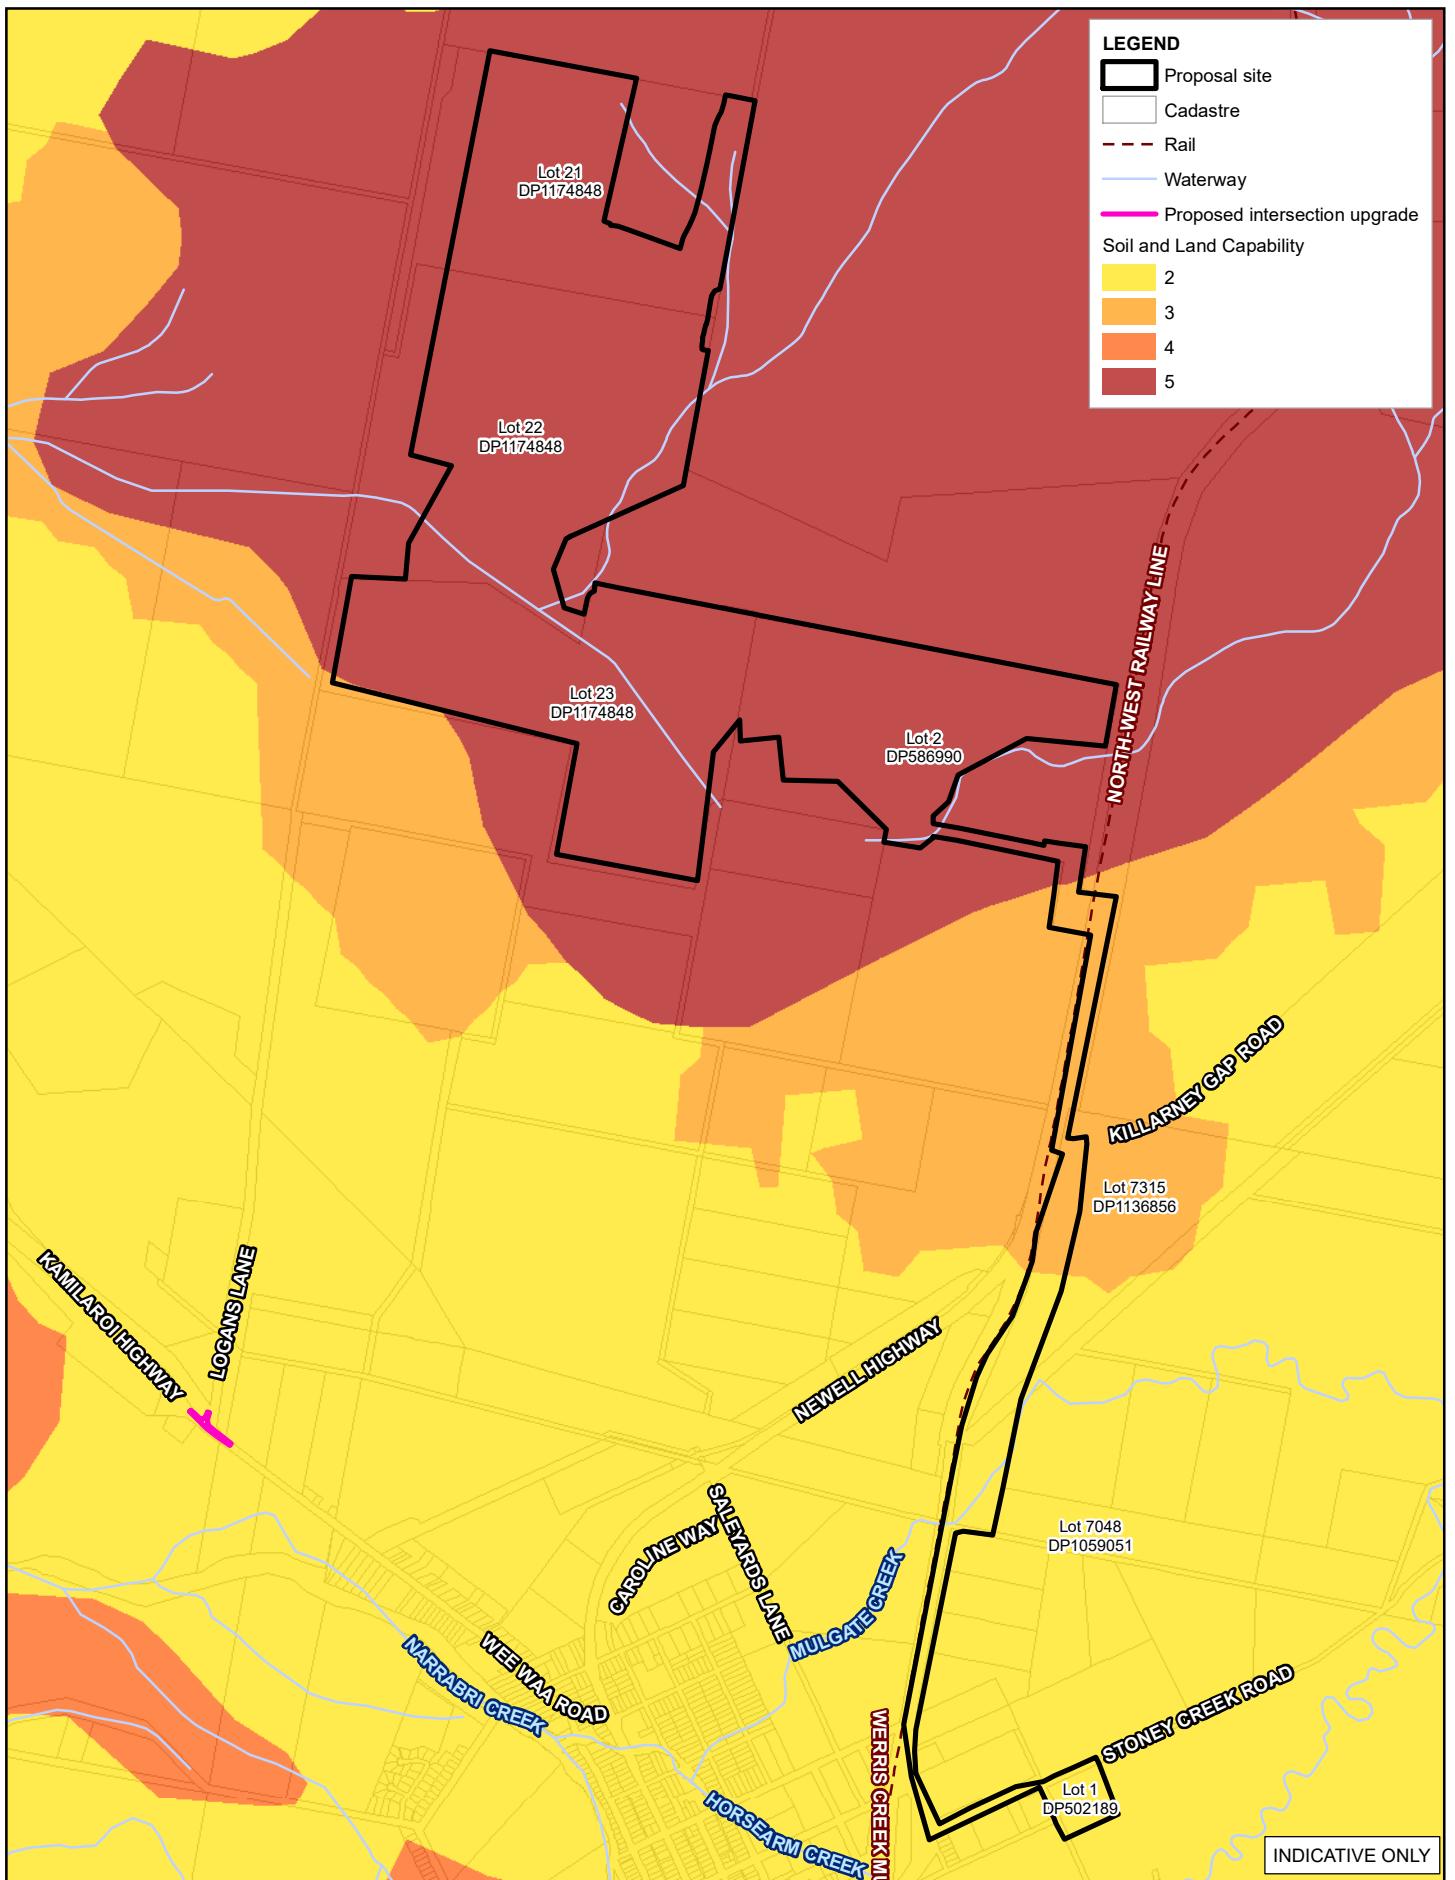 LEGEND
Proposal site
Cadastre
Rail
Waterway
Proposed intersection upgrade
Soil and Land Capability
2
3
4
5
Lot 21
DP1174848
Lot 22
DP1174848
Lot 23
DP1174848
Lot 2
DP586990
NORTH-WEST RAILWAY LINE
KILLARNEY GAP ROAD
Lot 7315
DP1136856
KAMILAROI HIGHWAY
LOGANS LANE
NEWELL HIGHWAY
CAROLINE WAY
SALEYARDS LANE
Lot 7048
DP1059051
MULGATE CREEK
NARRABRI CREEK
WEE WAA ROAD
WERRIS CREEK
STONEY CREEK ROAD
Lot 1
DP502189
HORSEARM CREEK
INDICATIVE ONLY